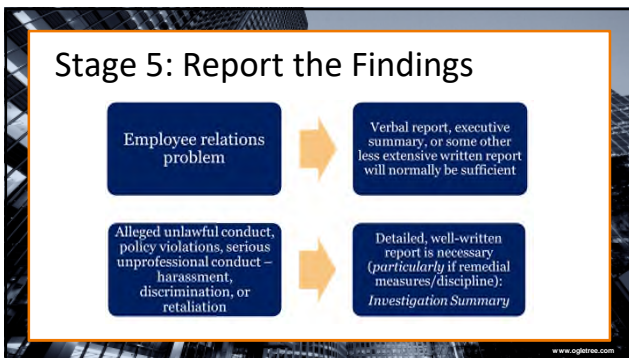 Stage 5: Report the Findings
Employee relations
problem
Verbal report, executive
summary, or some other
less extensive written report
will normally be sufficient
Alleged unlawful conduct,
policy violations, serious
unprofessional conduct –
harassment,
discrimination, or
retaliation
Detailed, well-written
report is necessary
(particularly if remedial
measures/discipline):
Investigation Summary
www.ogletree.com